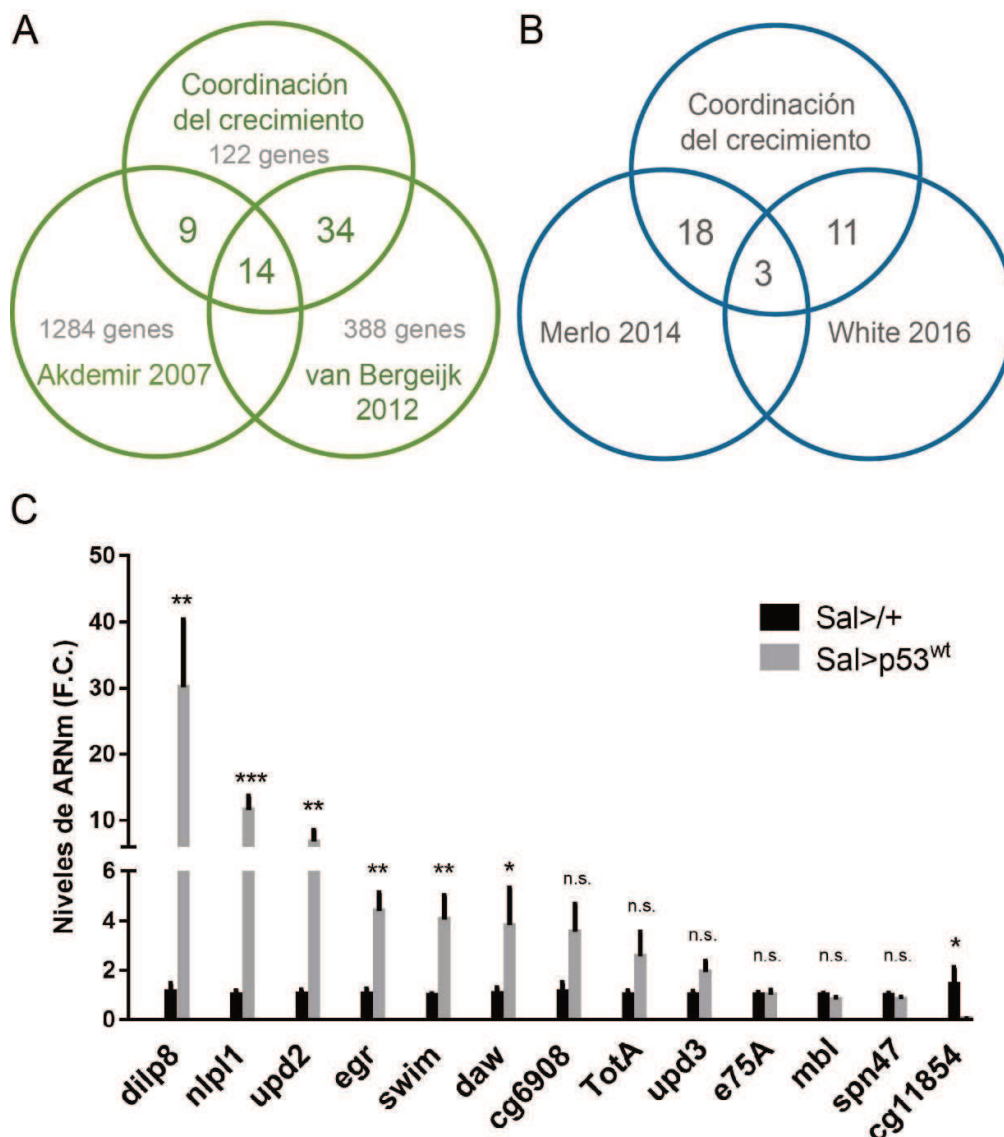 A
Coordinación
del crecimiento
122 genes
9
34
14
1284 genes
388 genes
Akdemir 2007
van Bergeijk
2012
B
Coordinación
del crecimiento
18
11
3
Merlo 2014
White 2016
C
Niveles de ARNm (F.C.)
50
40
30
20
10
6
4
2
0
**
***
**
**
**
*
n.s.
n.s.
n.s.
n.s.
n.s.
n.s.
*
Sal>/+
Sal>p53wt
dilp8
nlpl1
upd2
egr
swim
daw
cg6908
TotA
upd3
e75A
mbl
spn47
cg11854